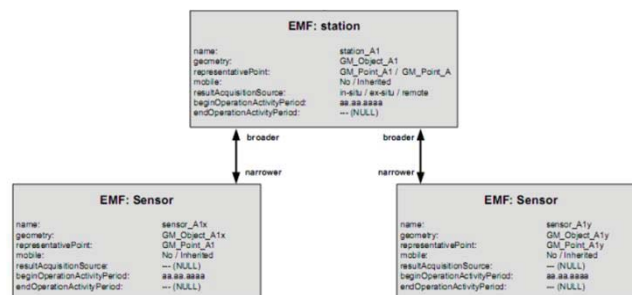 EMF: station
name: station_A1
geometry: GM_Object_A1
representativePoint: GM_Point_A1 / GM_Point_A
mobile: No / Inherited
resultAcquisitionSource: in-situ / ex-situ / remote
beginOperationActivityPeriod: aa.aa.aaaa
endOperationActivityPeriod: --- (NULL)
broader broader
narrower narrower
EMF: Sensor
name: sensor_A1x
geometry: GM_Object_A1x
representativePoint: GM_Point_A1
mobile: No / Inherited
resultAcquisitionSource: --- (NULL)
beginOperationActivityPeriod: aa.aa.aaaa
endOperationActivityPeriod: --- (NULL)
EMF: Sensor
name: sensor_A1y
geometry: GM_Object_A1y
representativePoint: GM_Point_A1y
mobile: No / Inherited
resultAcquisitionSource: --- (NULL)
beginOperationActivityPeriod: aa.aa.aaaa
endOperationActivityPeriod: --- (NULL)